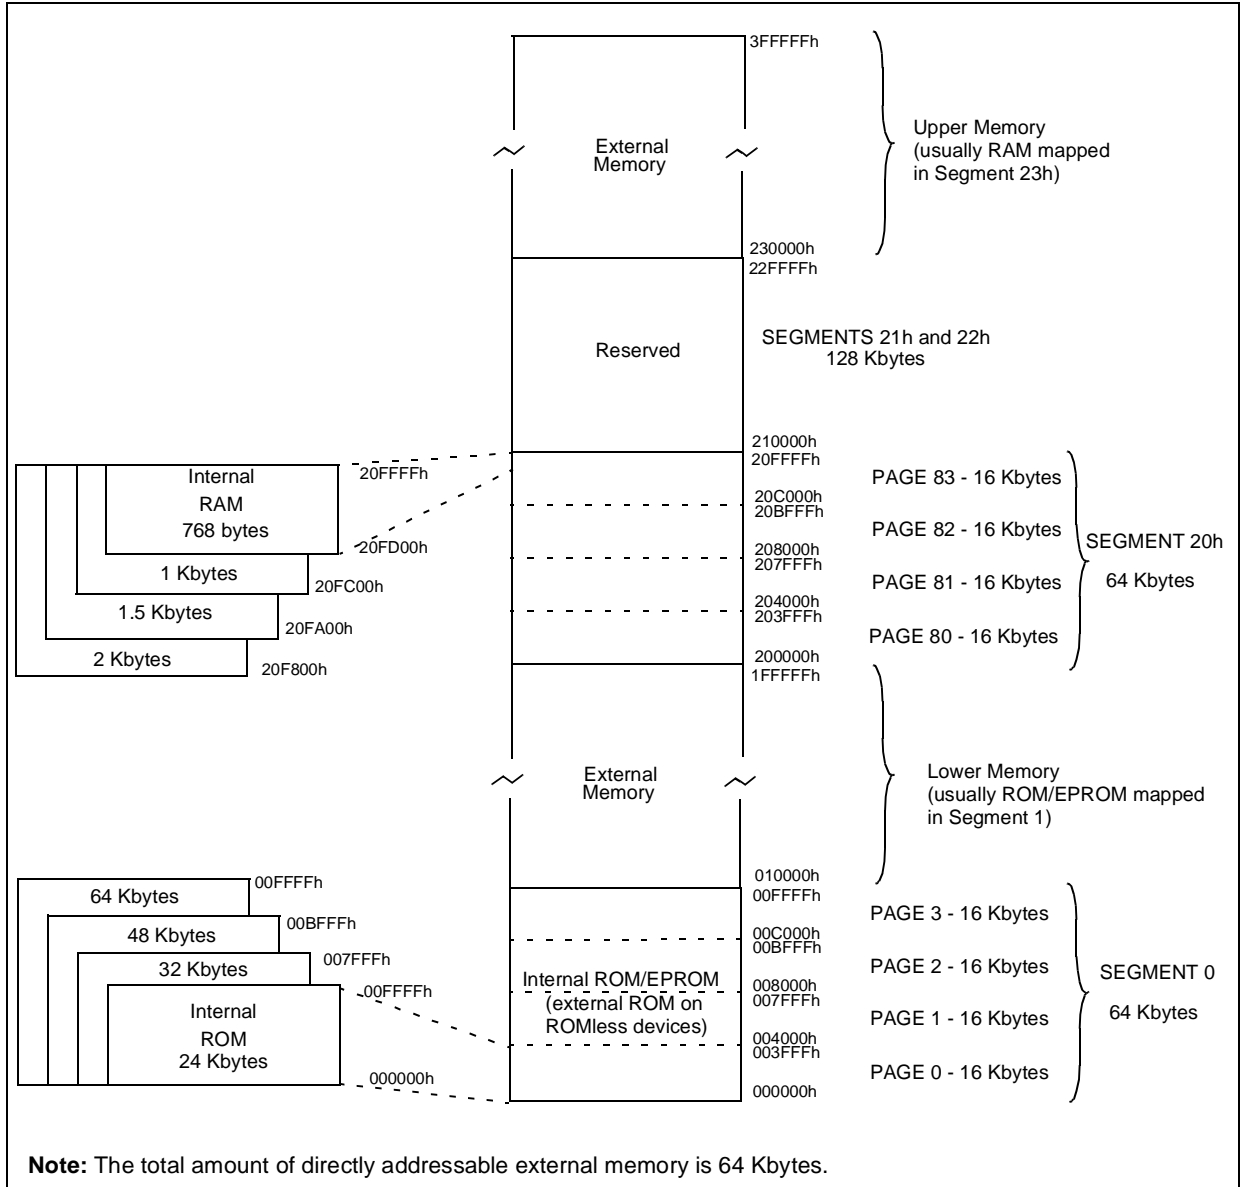 3FFFFFh
External
Memory
Upper Memory
(usually RAM mapped
in Segment 23h)
230000h
22FFFFh
Reserved
SEGMENTS 21h and 22h
128 Kbytes
210000h
20FFFFh
PAGE 83 - 16 Kbytes
20C000h
20BFFFh
PAGE 82 - 16 Kbytes
208000h
207FFFh
PAGE 81 - 16 Kbytes
204000h
203FFFh
PAGE 80 - 16 Kbytes
200000h
1FFFFFh
SEGMENT 20h
64 Kbytes
Internal
RAM
768 bytes
20FFFFh
20FD00h
1 Kbytes
20FC00h
1.5 Kbytes
20FA00h
2 Kbytes
20F800h
External
Memory
Lower Memory
(usually ROM/EPROM mapped
in Segment 1)
010000h
00FFFFh
PAGE 3 - 16 Kbytes
00C000h
00BFFFh
PAGE 2 - 16 Kbytes
Internal ROM/EPROM
(external ROM on
ROMless devices)
008000h
007FFFh
PAGE 1 - 16 Kbytes
004000h
003FFFh
PAGE 0 - 16 Kbytes
000000h
SEGMENT 0
64 Kbytes
64 Kbytes
00FFFFh
48 Kbytes
00BFFFh
32 Kbytes
007FFFh
Internal
ROM
24 Kbytes
00FFFFh
000000h
Note: The total amount of directly addressable external memory is 64 Kbytes.